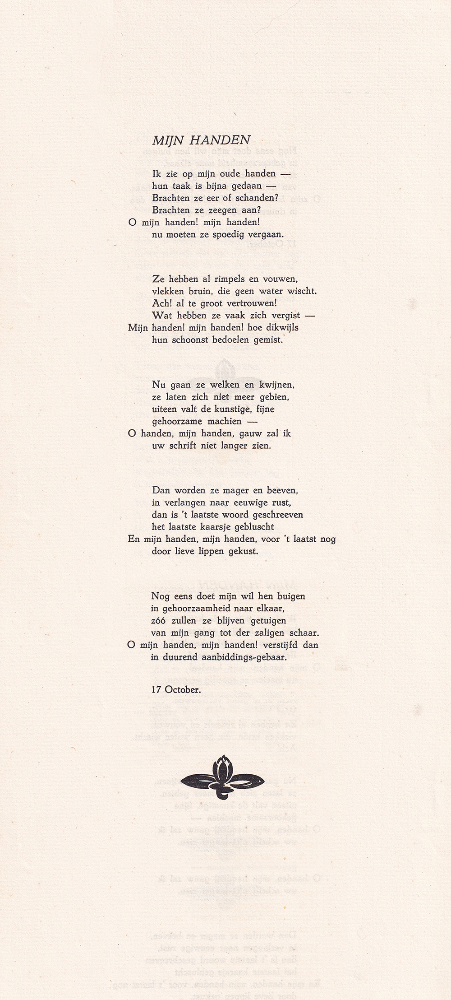 MIJN HANDEN
Ik zie op mijn oude handen —
hun taak is bijna gedaan —
Brachten ze eer of schanden?
Brachten ze zeegen aan?
O mijn handen! mijn handen!
nu moeten ze spoedig vergaan.
Ze hebben al rimpels en vouwen,
vlekken bruin, die geen water wischt.
Ach! al te groot vertrouwen!
Wat hebben ze vaak zich vergist —
Mijn handen! mijn handen! hoe dikwijls
hun schoonst bedoelen gemist.
Nu gaan ze welken en kwijnen,
ze laten zich niet meer gebien,
uiteen valt de kunstige, fijne
gehoorzame machien —
O handen, mijn handen, gauw zal ik
uw schrift niet langer zien.
Dan worden ze mager en beeven,
in verlangen naar eeuwige rust,
dan is 't laatste woord geschreeven
het laatste kaarsje gebluscht
En mijn handen, mijn handen, voor 't laatst nog
door lieve lippen gekust.
Nog eens doet mijn wil hen buigen
in gehoorzaamheid naar elkaar,
zóó zullen ze blijven getuigen
van mijn gang tot der zaligen schaar.
O mijn handen, mijn handen! verstijfd dan
in duurend aanbiddings-gebaar.
17 October.